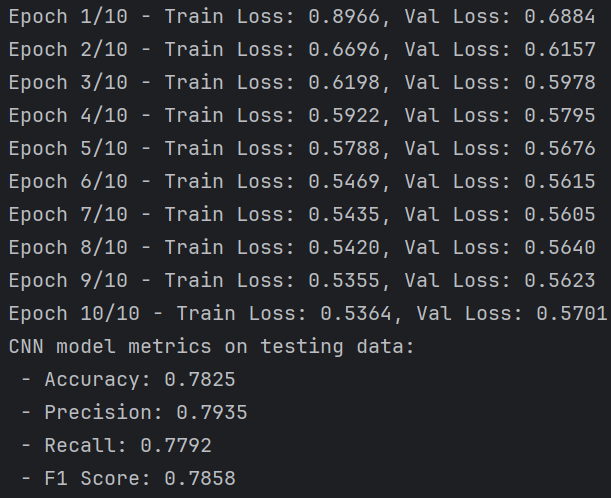 Epoch 1/10 - Train Loss: 0.8966, Val Loss: 0.6884
Epoch 2/10 - Train Loss: 0.6696, Val Loss: 0.6157
Epoch 3/10 - Train Loss: 0.6198, Val Loss: 0.5978
Epoch 4/10 - Train Loss: 0.5922, Val Loss: 0.5795
Epoch 5/10 - Train Loss: 0.5788, Val Loss: 0.5676
Epoch 6/10 - Train Loss: 0.5469, Val Loss: 0.5615
Epoch 7/10 - Train Loss: 0.5435, Val Loss: 0.5605
Epoch 8/10 - Train Loss: 0.5420, Val Loss: 0.5640
Epoch 9/10 - Train Loss: 0.5355, Val Loss: 0.5623
Epoch 10/10 - Train Loss: 0.5364, Val Loss: 0.5701
CNN model metrics on testing data:
 - Accuracy: 0.7825
 - Precision: 0.7935
 - Recall: 0.7792
 - F1 Score: 0.7858